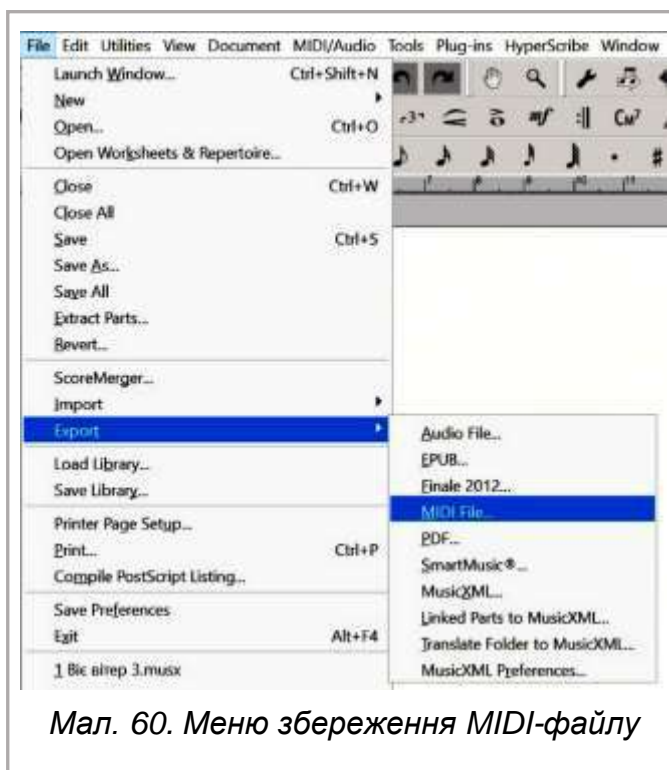 File Edit Utilities View Document MIDI/Audio Tools Plug-ins HyperScribe Window
Launch Window... Ctrl+Shift+N
New
Open... Ctrl+O
Open Worksheets & Repertoire...
Close Ctrl+W
Close All
Save Ctrl+S
Save As...
Save All
Extract Parts...
Revert...
ScoreMerger...
Import
Export
Audio File...
EPUB...
Load Library...
Finale 2012...
Save Library...
MIDI File...
Printer Page Setup...
PDF...
Print... Ctrl+P
SmartMusic®...
Compile PostScript Listing...
MusicXML...
Save Preferences
Linked Parts to MusicXML...
Exit Alt+F4
Translate Folder to MusicXML...
1 Віє вітер 3.musx
MusicXML Preferences...
Мал. 60. Меню збереження MIDI-файлу